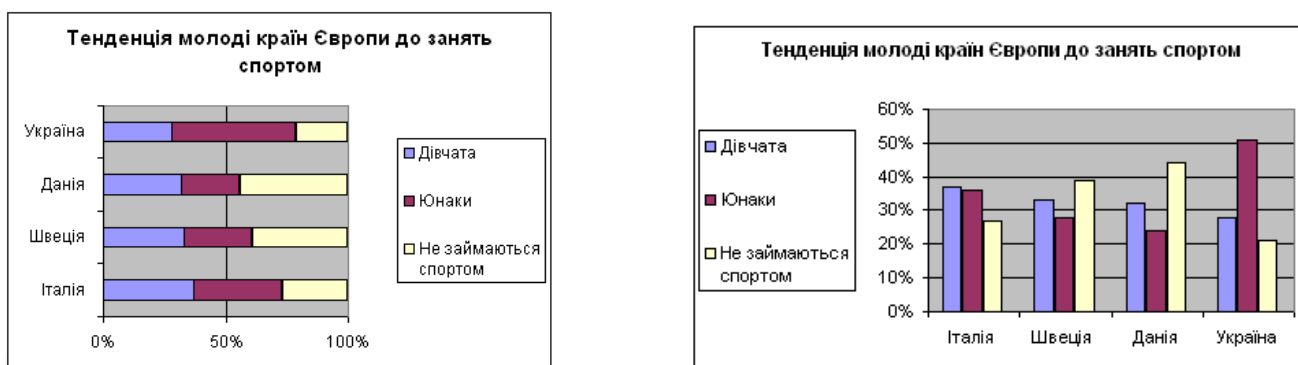 Тенденція молоді країн Європи до занять
спортом
Україна
Данія
Швеція
Італія
0%
50%
100%
Дівчата
Юнаки
Не займаються
спортом
Тенденція молоді країн Європи до занять спортом
Дівчата
Юнаки
Не займаються
спортом
60%
50%
40%
30%
20%
10%
0%
Італія
Швеція
Данія
Україна